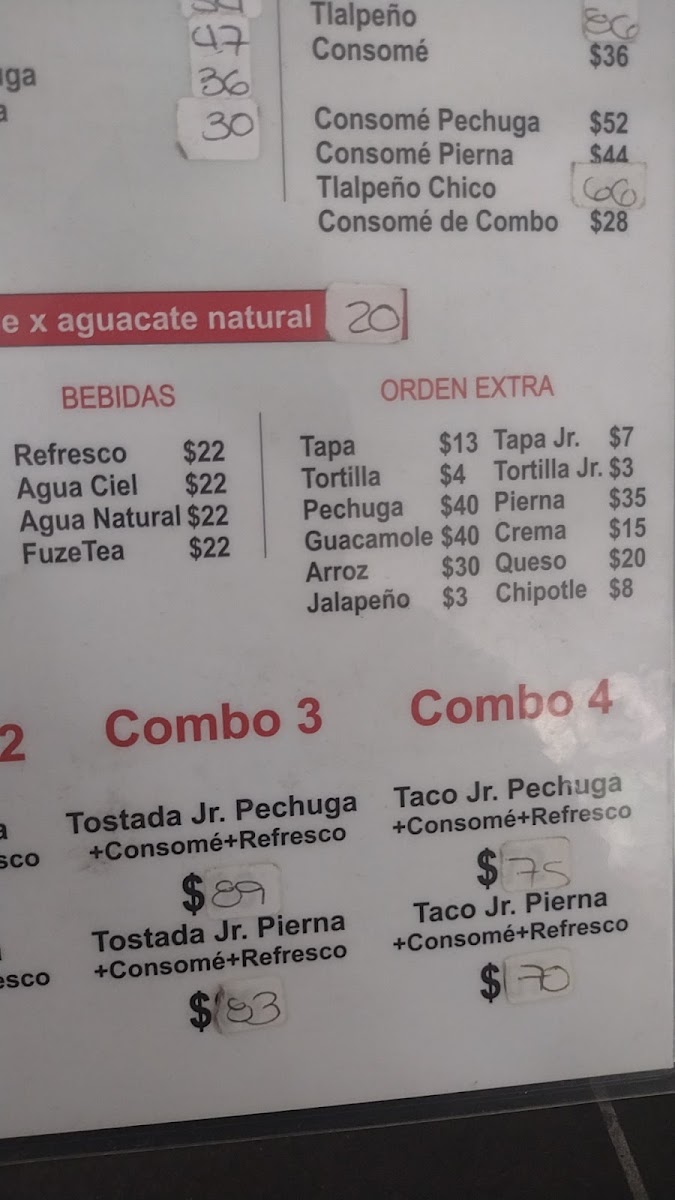 47
36
30
Tlalpeño 86
Consomé $36
Consomé Pechuga $52
Consomé Pierna $44
Tlalpeño Chico 66
Consomé de Combo $28
x aguacate natural 20
BEBIDAS
Refresco $22
Agua Ciel $22
Agua Natural $22
FuzeTea $22
ORDEN EXTRA
Tapa $13 Tapa Jr. $7
Tortilla $4 Tortilla Jr. $3
Pechuga $40 Pierna $35
Guacamole $40 Crema $15
Arroz $30 Queso $20
Jalapeño $3 Chipotle $8
2
Combo 3
Tostada Jr. Pechuga
+Consomé+Refresco
$89
Tostada Jr. Pierna
+Consomé+Refresco
$83
Combo 4
Taco Jr. Pechuga
+Consomé+Refresco
$75
Taco Jr. Pierna
+Consomé+Refresco
$70